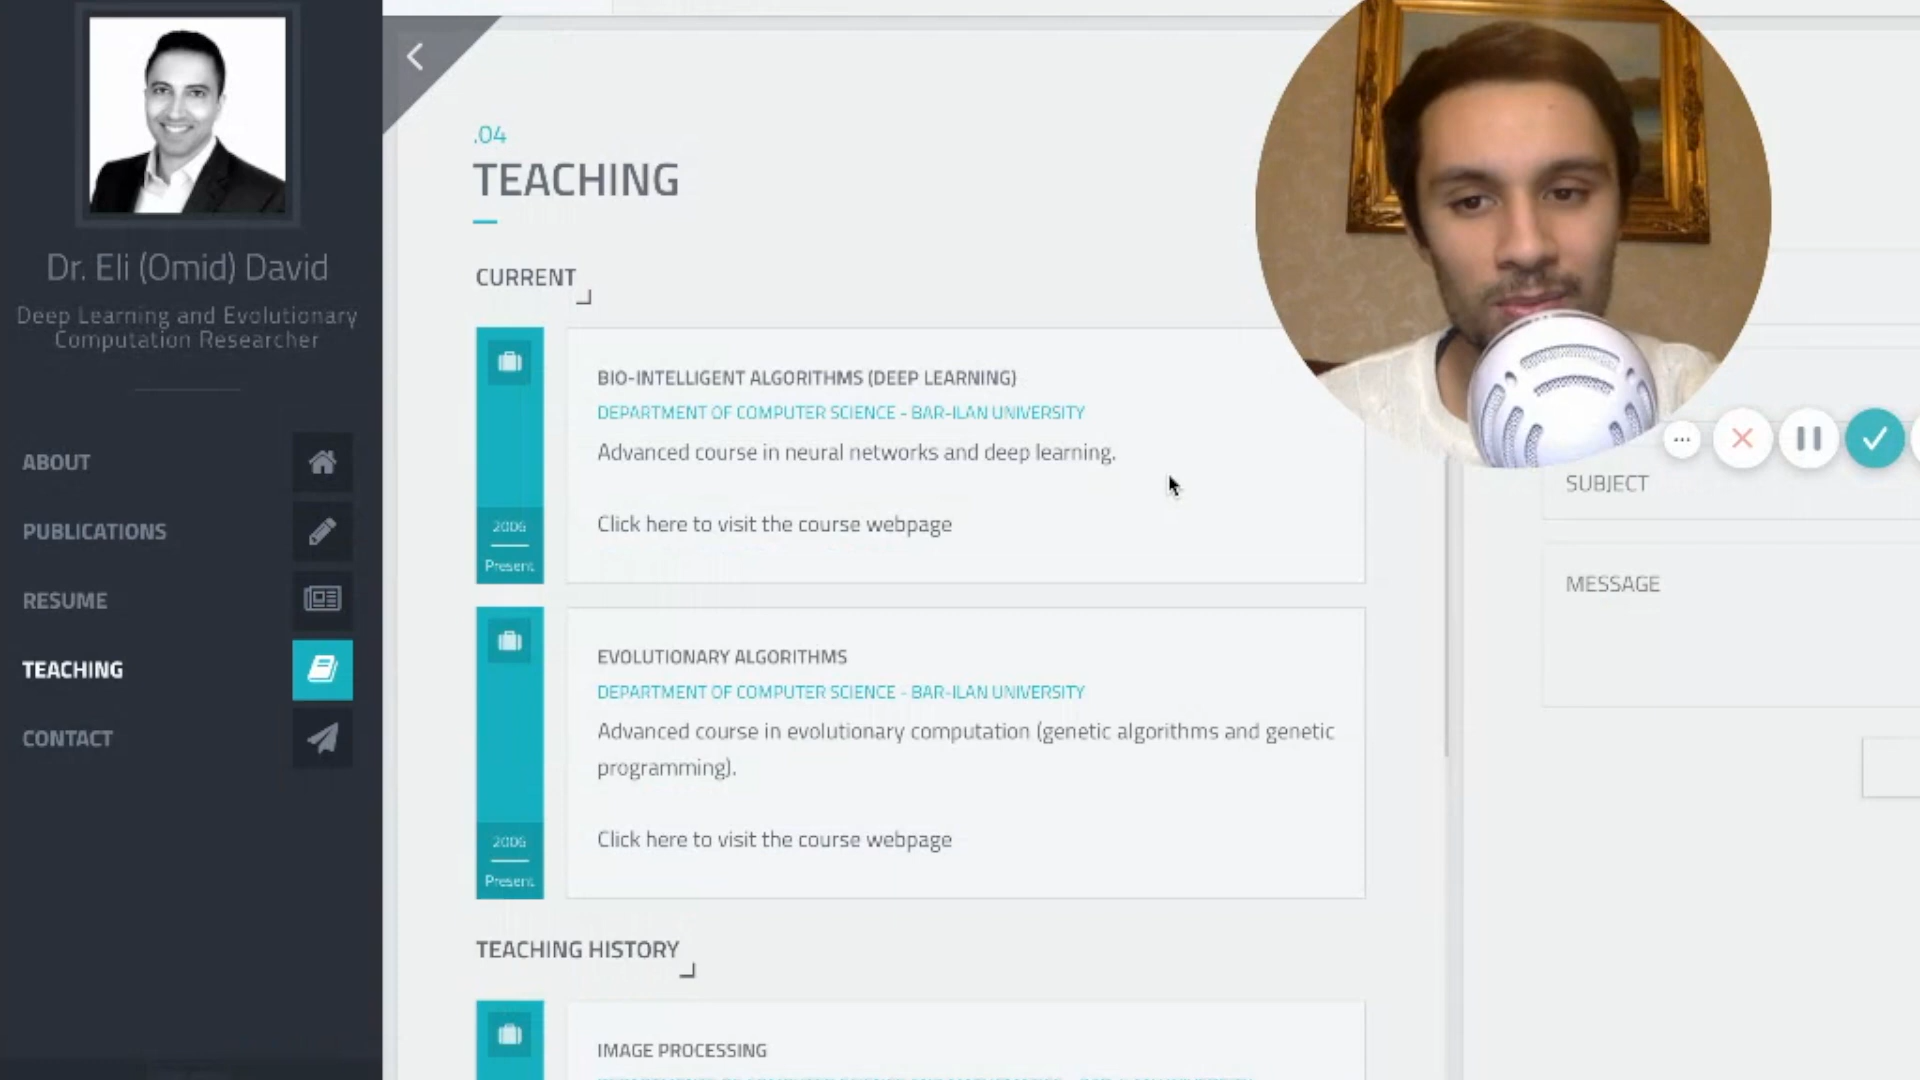 Dr. Eli (Omid) David
Deep Learning and Evolutionary
Computation Researcher
ABOUT
PUBLICATIONS
RESUME
TEACHING
CONTACT
.04
TEACHING
CURRENT
2006
Present
BIO-INTELLIGENT ALGORITHMS (DEEP LEARNING)
DEPARTMENT OF COMPUTER SCIENCE - BAR-ILAN UNIVERSITY
Advanced course in neural networks and deep learning.
Click here to visit the course webpage
2006
Present
EVOLUTIONARY ALGORITHMS
DEPARTMENT OF COMPUTER SCIENCE - BAR-ILAN UNIVERSITY
Advanced course in evolutionary computation (genetic algorithms and genetic
programming).
Click here to visit the course webpage
TEACHING HISTORY
IMAGE PROCESSING
SUBJECT
MESSAGE